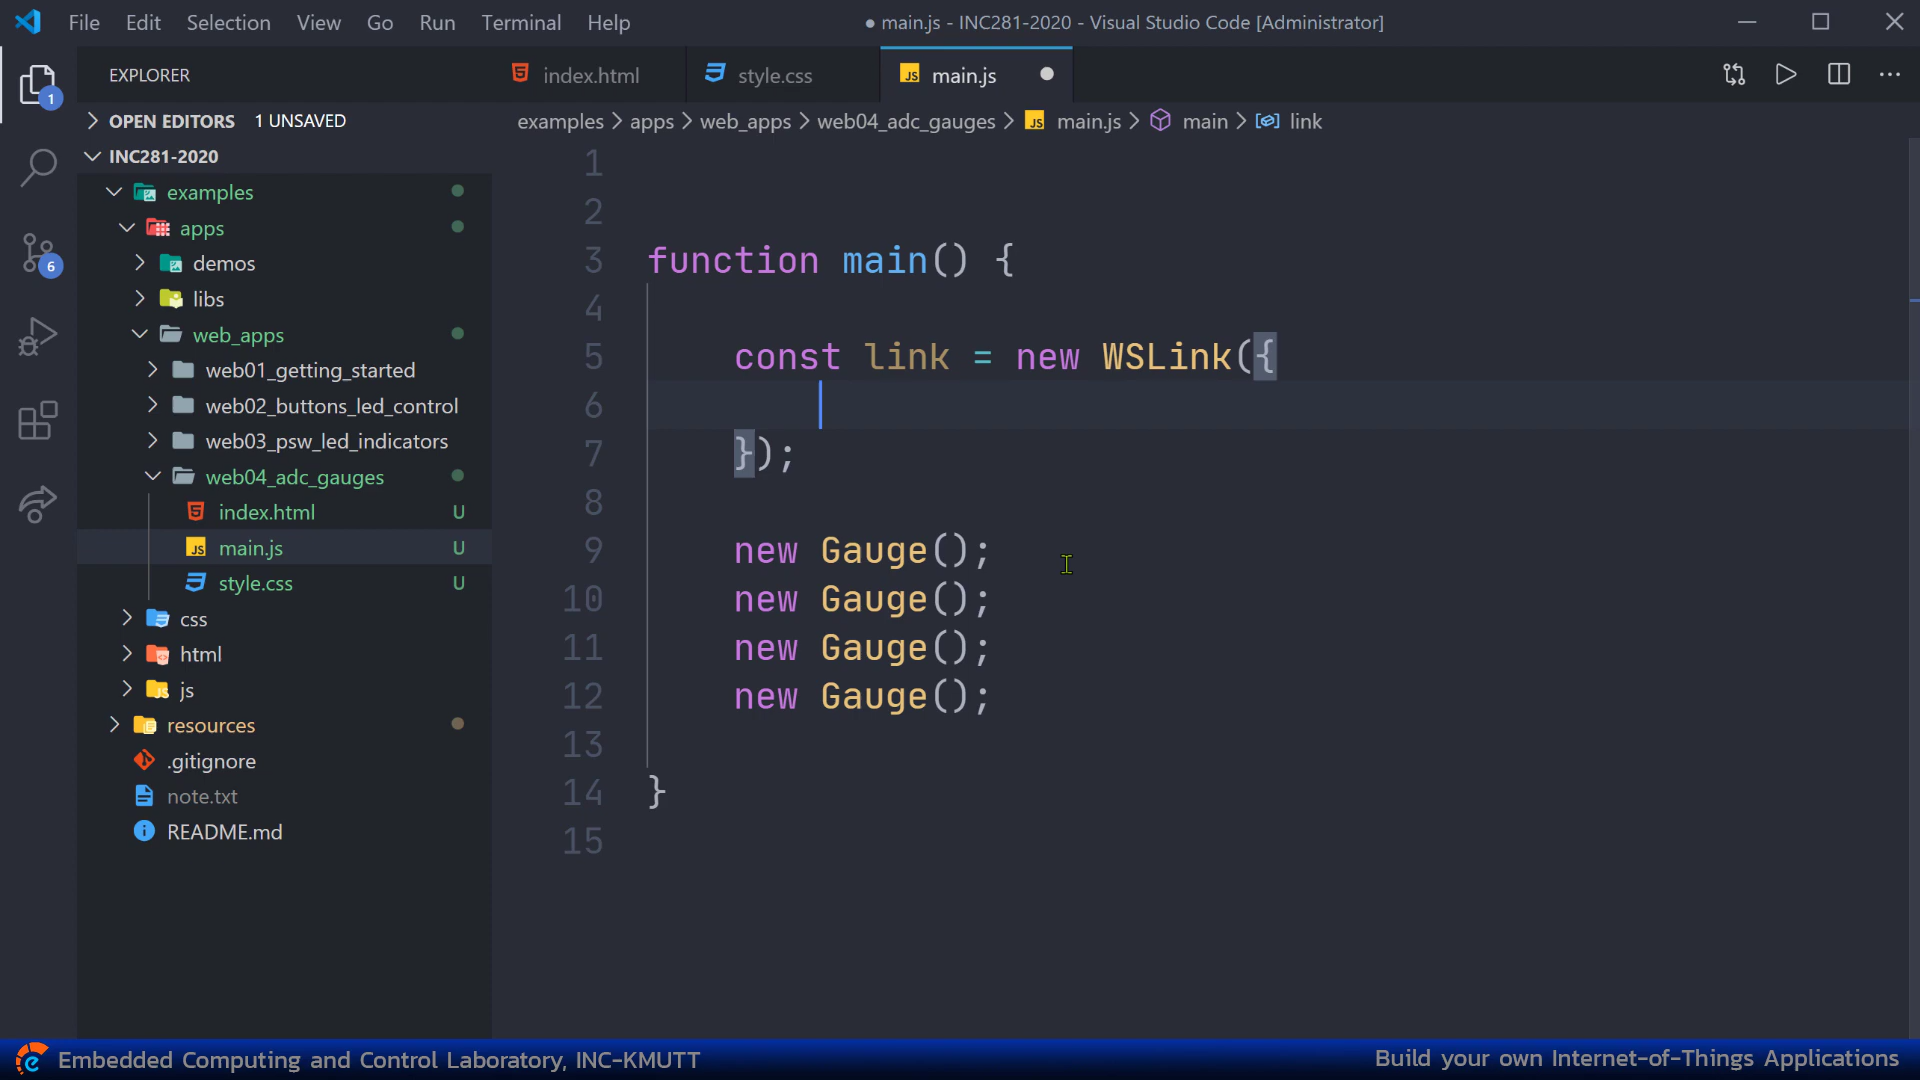 File Edit Selection View Go Run Terminal Help
● main.js - INC281-2020 - Visual Studio Code [Administrator]
1
EXPLORER
index.html
style.css
JS main.js
OPEN EDITORS 1 UNSAVED
examples > apps > web_apps > web04_adc_gauges > JS main.js > main > link
INC281-2020
examples
apps
demos
libs
web_apps
web01_getting_started
web02_buttons_led_control
web03_psw_led_indicators
web04_adc_gauges
index.html U
JS main.js U
style.css U
css
html
js
resources
.gitignore
note.txt
README.md
6
1
2
3 function main() {
4
5 const link = new WSLink({
6
7 });
8
9 new Gauge();
10 new Gauge();
11 new Gauge();
12 new Gauge();
13
14 }
15
Embedded Computing and Control Laboratory, INC-KMUTT
Build your own Internet-of-Things Applications